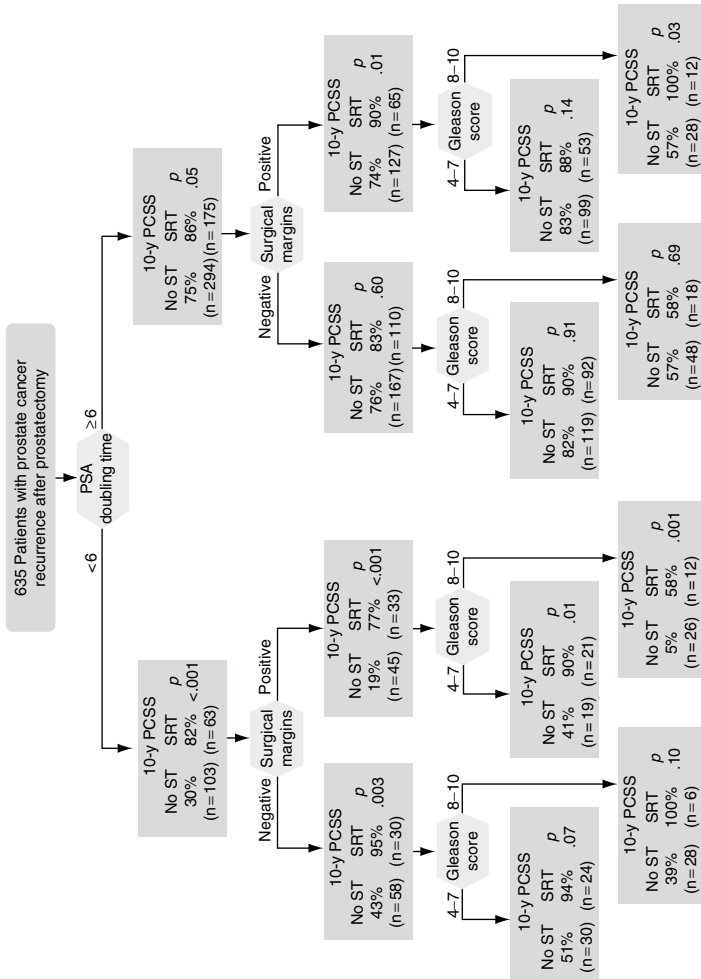 635 Patients with prostate cancer
recurrence after prostatectomy
PSA
doubling time
<6
≥6
10-y PCSS
No ST SRT p
30% 82% <.001
(n=103) (n=63)
10-y PCSS
No ST SRT p
75% 86% .05
(n=294) (n=175)
Surgical
margins
Negative
Positive
Surgical
margins
Negative
Positive
10-y PCSS
No ST SRT p
43% 95% .003
(n=58) (n=30)
10-y PCSS
No ST SRT p
19% 77% <.001
(n=45) (n=33)
10-y PCSS
No ST SRT p
76% 83% .60
(n=167) (n=110)
10-y PCSS
No ST SRT p
74% 90% .01
(n=127) (n=65)
4–7
Gleason
score
8–10
4–7
Gleason
score
8–10
4–7
Gleason
score
8–10
4–7
Gleason
score
8–10
10-y PCSS
No ST SRT p
51% 94% .07
(n=30) (n=24)
10-y PCSS
No ST SRT p
41% 90% .01
(n=19) (n=21)
10-y PCSS
No ST SRT p
82% 90% .91
(n=119) (n=92)
10-y PCSS
No ST SRT p
83% 88% .14
(n=99) (n=53)
10-y PCSS
No ST SRT p
39% 100% .10
(n=28) (n=6)
10-y PCSS
No ST SRT p
5% 58% .001
(n=26) (n=12)
10-y PCSS
No ST SRT p
57% 58% .69
(n=48) (n=18)
10-y PCSS
No ST SRT p
57% 100% .03
(n=28) (n=12)